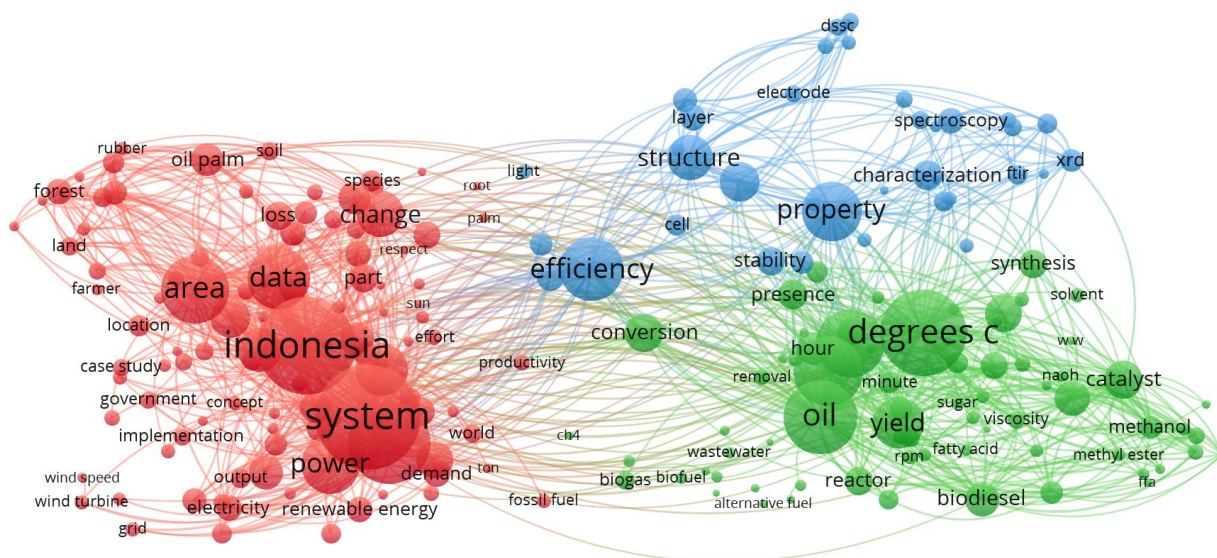 dssc
electrode
layer
spectroscopy
rubber
oil palm
soil
structure
xrd
forest
species
light
characterization
ftir
root
loss
change
property
palm
cell
land
respect
efficiency
stability
synthesis
farmer
area
data
part
presence
solvent
sun
location
indonesia
effort
conversion
degrees c
hour
w w
case study
productivity
removal
minute
naoh
catalyst
government
concept
system
oil
yield
sugar
viscosity
methanol
implementation
world
ch4
wastewater
rpm
fatty acid
methyl ester
wind speed
output
power
demand
ton
biogas
biofuel
reactor
ffa
wind turbine
electricity
renewable energy
fossil fuel
alternative fuel
biodiesel
grid